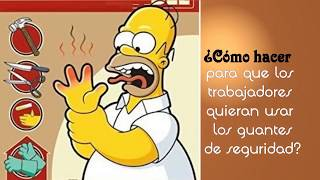 ¿Cómo hacer
para que los
trabajadores
quieran usar
los guantes
de seguridad?